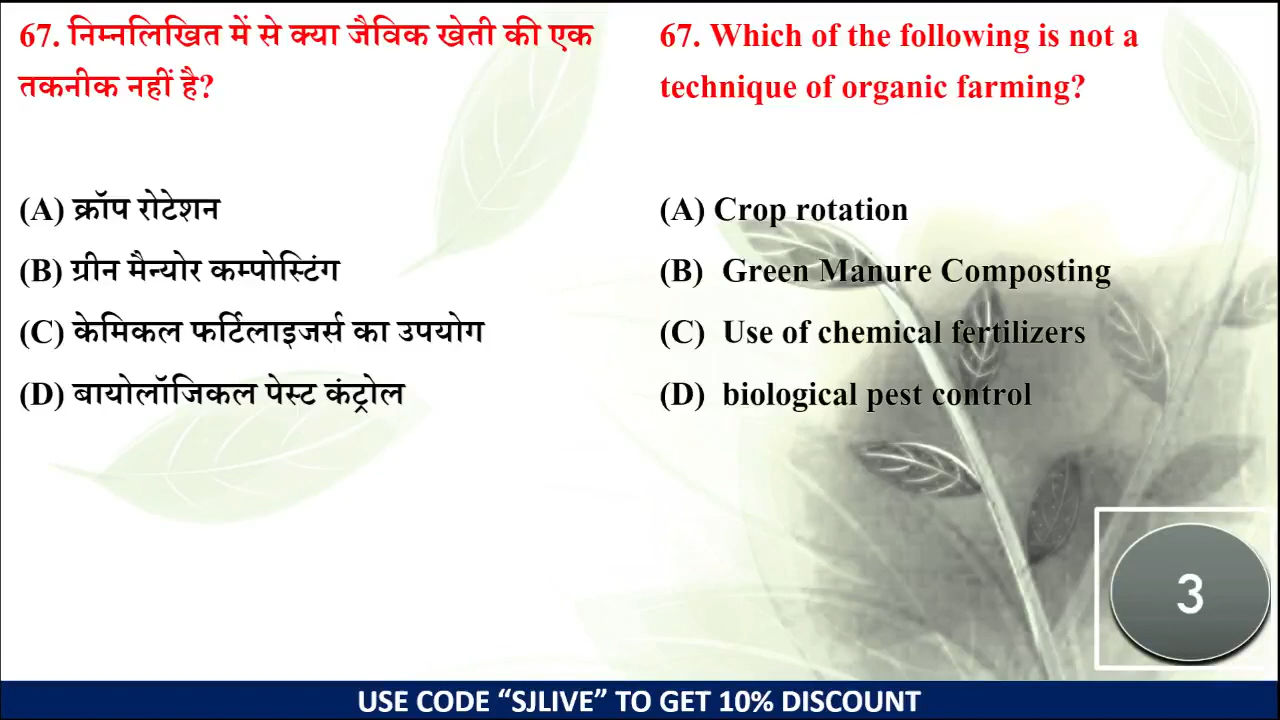 67. निम्नलिखित में से क्या जैविक खेती की एक
तकनीक नहीं है?
(A) क्रॉप रोटेशन
(B) ग्रीन मैन्योर कम्पोस्टिंग
(C) केमिकल फर्टिलाइजर्स का उपयोग
(D) बायोलॉजिकल पेस्ट कंट्रोल
67. Which of the following is not a
technique of organic farming?
(A) Crop rotation
(B) Green Manure Composting
(C) Use of chemical fertilizers
(D) biological pest control
3
USE CODE “SJLIVE” TO GET 10% DISCOUNT